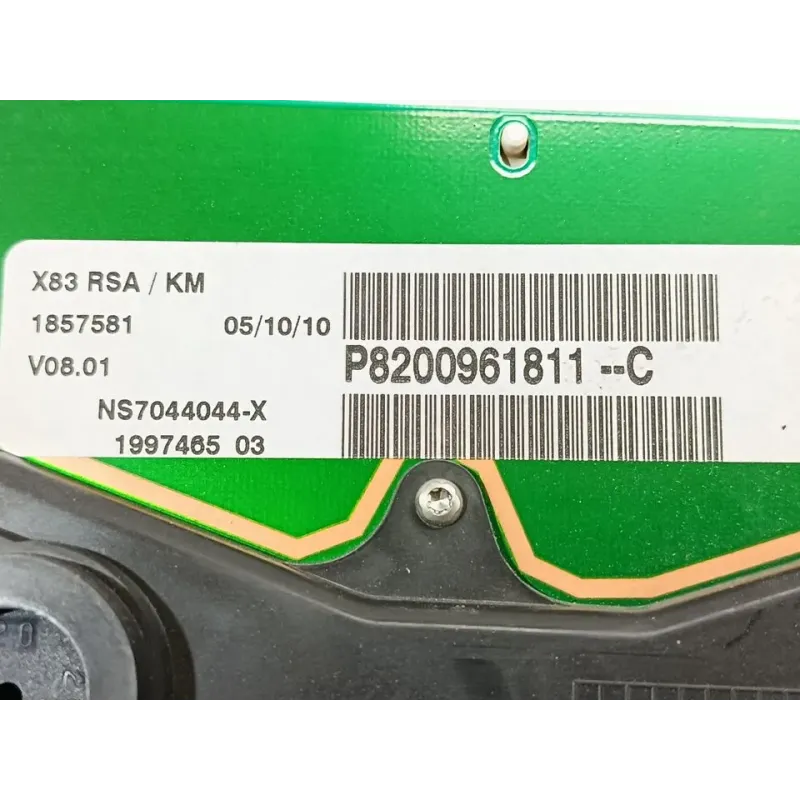 X83 RSA / KM
1857581 05/10/10
V08.01
P8200961811 --C
NS7044044-X
1997465 03